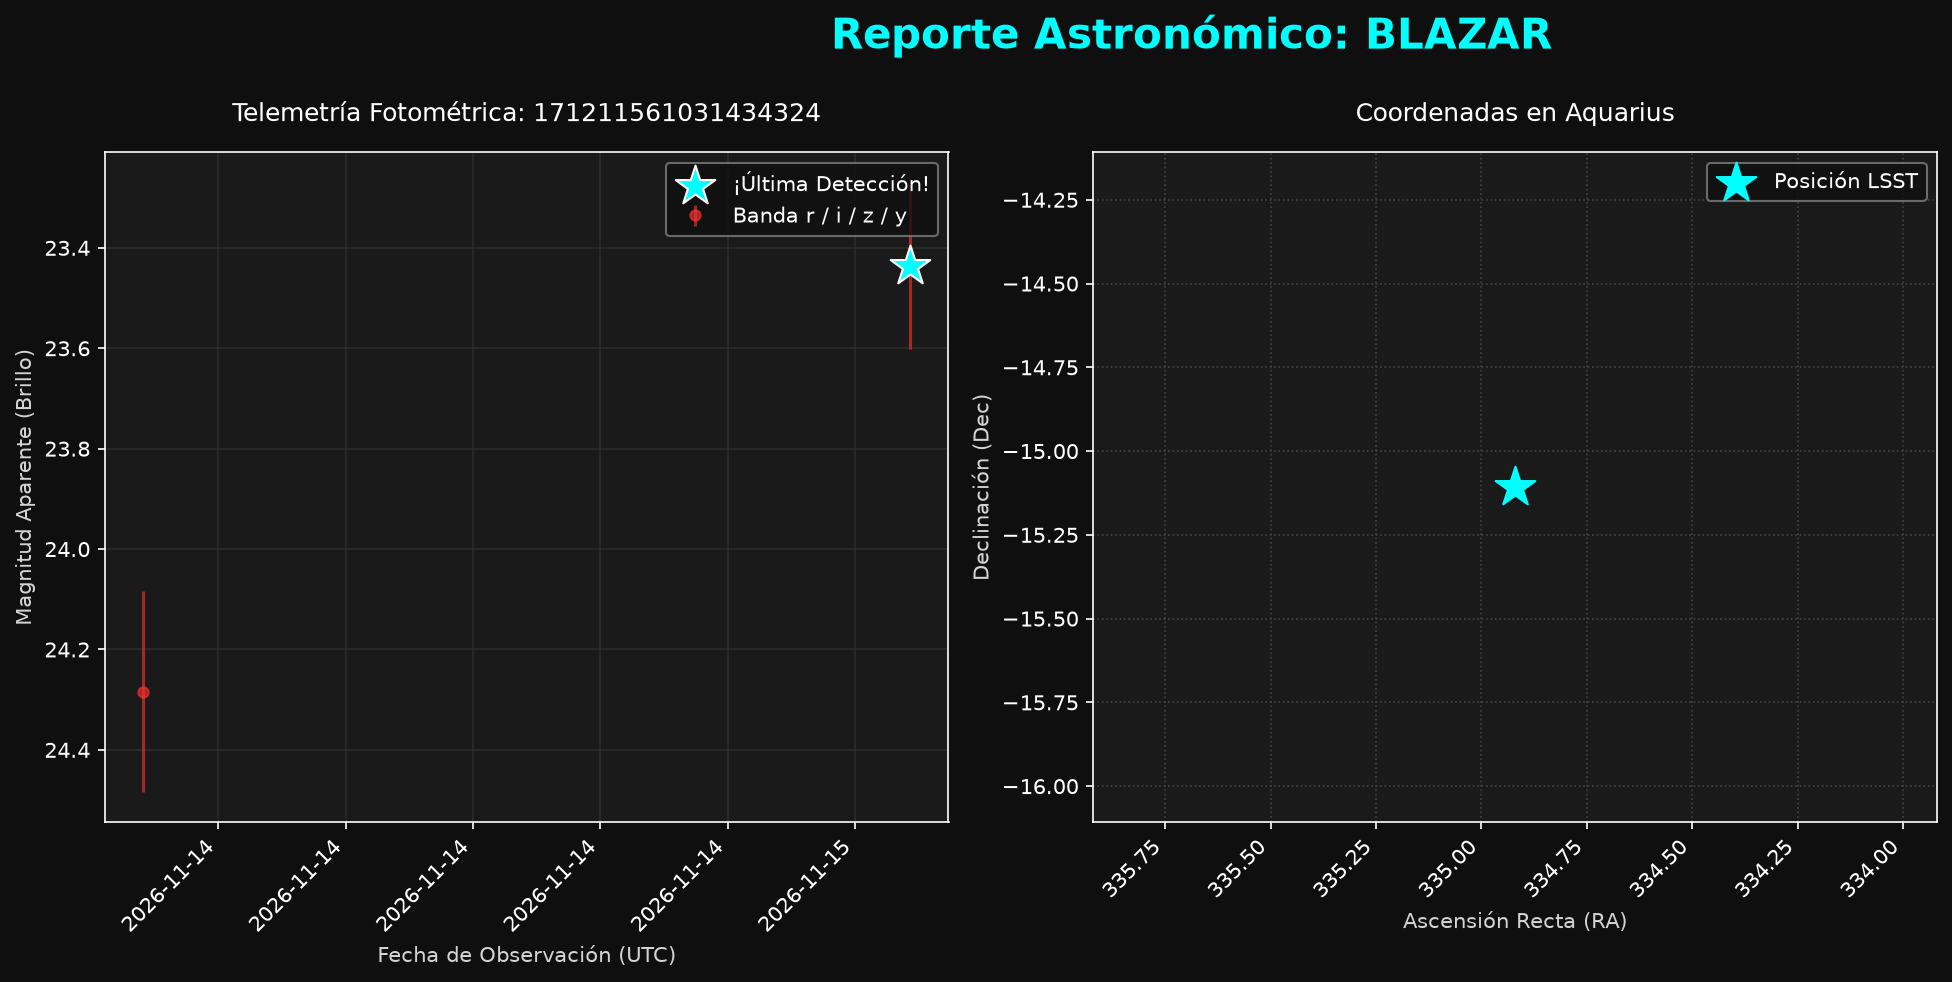 Reporte Astronómico: BLAZAR
Telemetría Fotométrica: 171211561031434324
¡Última Detección!
Banda r / i / z / y
Magnitud Aparente (Brillo)
23.4
23.6
23.8
24.0
24.2
24.4
2026-11-14
2026-11-14
2026-11-14
2026-11-14
2026-11-14
2026-11-15
Fecha de Observación (UTC)
Coordenadas en Aquarius
Posición LSST
Declinación (Dec)
−14.25
−14.50
−14.75
−15.00
−15.25
−15.50
−15.75
−16.00
335.75
335.50
335.25
335.00
334.75
334.50
334.25
334.00
Ascensión Recta (RA)